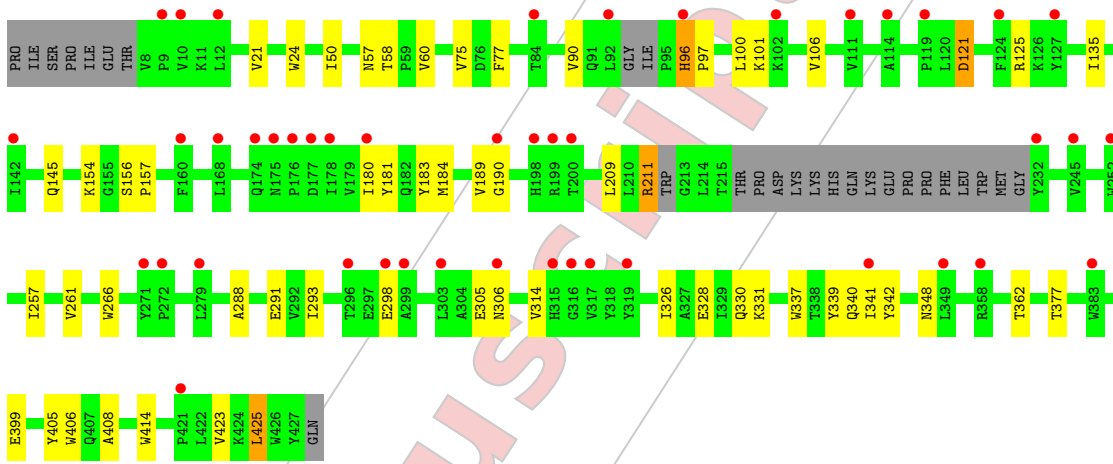 PRO ILE SER PRO ILE GLU THR V8 P9 V10 K11 L12 V21 W24 I50 N57 T58 P59 V60 V75 D76 F77 T84 V90 Q91 L92 GLY ILE P95 H96 P97 L100 K101 K102 V106 V111 A114 P119 L120 D121 F124 R125 K126 Y127 I135
I142 Q145 K154 G155 S156 P157 F160 L168 Q174 N175 P176 D177 I178 V179 I180 Y181 Q182 Y183 M184 V189 G190 H198 R199 T200 L209 L210 R211 TRP G213 L214 T215 THR PRO ASP LYS LYS HIS GLN LYS GLU PRO PRO PHE LEU TRP MET GLY Y232 V245
I257 V261 W266 Y271 P272 L279 A288 E291 V292 I293 T296 E297 E298 A299 L303 A304 E305 N306 V314 H315 G316 V317 Y318 Y319 I326 A327 E328 I329 Q330 K331 W337 T338 Y339 Q340 I341 Y342 N348 L349 R358 T362 T377 W383
E399 Y405 W406 Q407 A408 W414 P421 L422 V423 K424 L425 W426 Y427 GLN